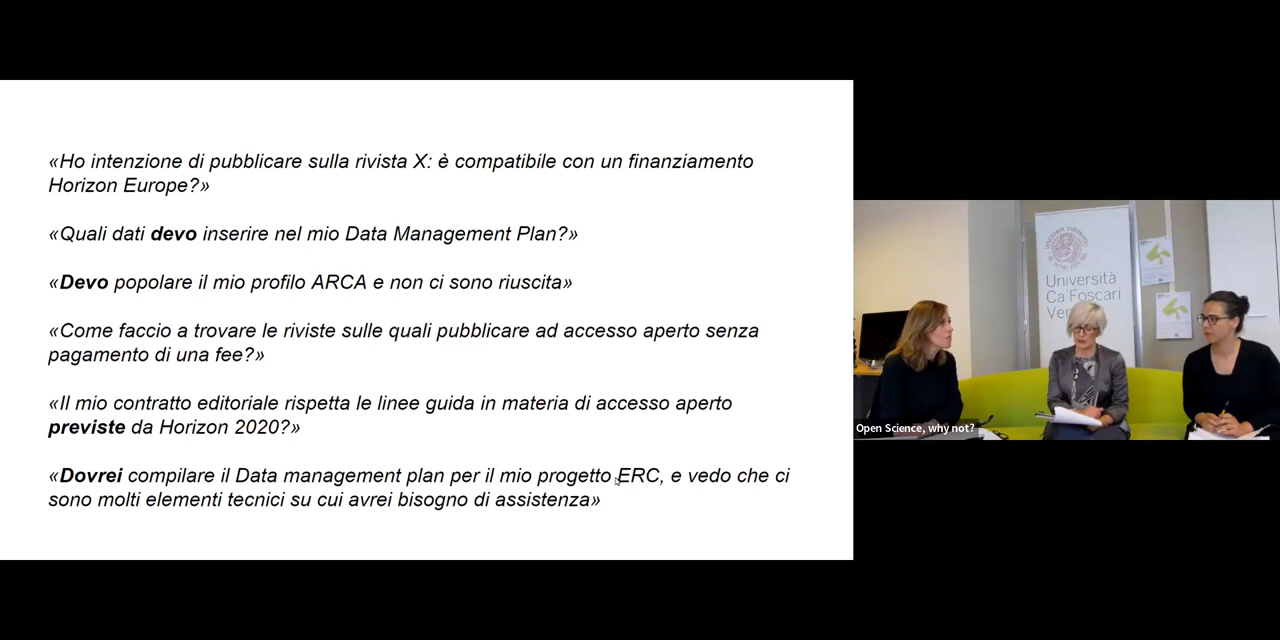 «Ho intenzione di pubblicare sulla rivista X: è compatibile con un finanziamento
Horizon Europe?»
«Quali dati devo inserire nel mio Data Management Plan?»
«Devo popolare il mio profilo ARCA e non ci sono riuscita»
«Come faccio a trovare le riviste sulle quali pubblicare ad accesso aperto senza
pagamento di una fee?»
«Il mio contratto editoriale rispetta le linee guida in materia di accesso aperto
previste da Horizon 2020?»
«Dovrei compilare il Data management plan per il mio progetto ERC, e vedo che ci
sono molti elementi tecnici su cui avrei bisogno di assistenza»
Università
Ca'Foscari
Ve
Open Science, why not?